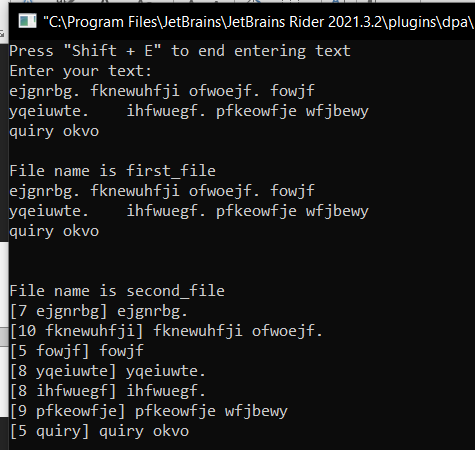 "C:\Program Files\JetBrains\JetBrains Rider 2021.3.2\plugins\dpa\
Press "Shift + E" to end entering text
Enter your text:
ejgnrbg. fknewuhfji ofwoejf. fowjf
yqeiuwte.    ihfwuegf. pfkeowfje wfjbewy
quiry okvo
File name is first_file
ejgnrbg. fknewuhfji ofwoejf. fowjf
yqeiuwte.    ihfwuegf. pfkeowfje wfjbewy
quiry okvo
File name is second_file
[7 ejgnrbg] ejgnrbg.
[10 fknewuhfji] fknewuhfji ofwoejf.
[5 fowjf] fowjf
[8 yqeiuwte] yqeiuwte.
[8 ihfwuegf] ihfwuegf.
[9 pfkeowfje] pfkeowfje wfjbewy
[5 quiry] quiry okvo